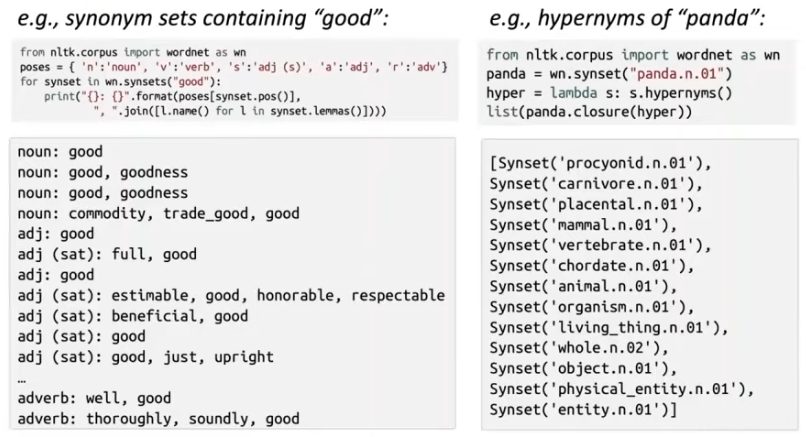 e.g., synonym sets containing “good”:
from nltk.corpus import wordnet as wn
poses = { 'n':'noun', 'v':'verb', 's':'adj (s)', 'a':'adj', 'r':'adv'}
for synset in wn.synsets("good"):
    print("{}: {}".format(poses[synset.pos()],
            ", ".join([l.name() for l in synset.lemmas()])))
noun: good
noun: good, goodness
noun: good, goodness
noun: commodity, trade_good, good
adj: good
adj (sat): full, good
adj: good
adj (sat): estimable, good, honorable, respectable
adj (sat): beneficial, good
adj (sat): good
adj (sat): good, just, upright
…
adverb: well, good
adverb: thoroughly, soundly, good
e.g., hypernyms of “panda”:
from nltk.corpus import wordnet as wn
panda = wn.synset("panda.n.01")
hyper = lambda s: s.hypernyms()
list(panda.closure(hyper))
[Synset('procyonid.n.01'),
Synset('carnivore.n.01'),
Synset('placental.n.01'),
Synset('mammal.n.01'),
Synset('vertebrate.n.01'),
Synset('chordate.n.01'),
Synset('animal.n.01'),
Synset('organism.n.01'),
Synset('living_thing.n.01'),
Synset('whole.n.02'),
Synset('object.n.01'),
Synset('physical_entity.n.01'),
Synset('entity.n.01')]